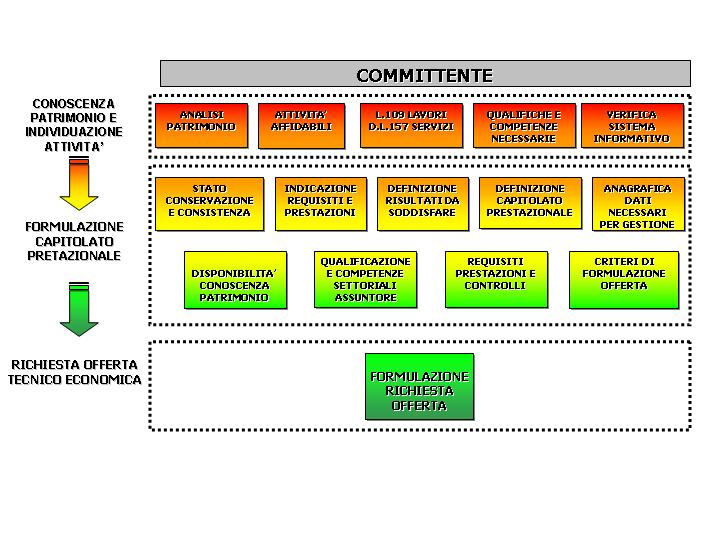 COMMITTENTE
CONOSCENZA
PATRIMONIO E
INDIVIDUAZIONE
ATTIVITA'
ANALISI
PATRIMONIO
ATTIVITA'
AFFIDABILI
L.109 LAVORI
D.L.157 SERVIZI
QUALIFICHE E
COMPETENZE
NECESSARIE
VERIFICA
SISTEMA
INFORMATIVO
FORMULAZIONE
CAPITOLATO
PRETAZIONALE
STATO
CONSERVAZIONE
E CONSISTENZA
INDICAZIONE
REQUISITI E
PRESTAZIONI
DEFINIZIONE
RISULTATI DA
SODDISFARE
DEFINIZIONE
CAPITOLATO
PRESTAZIONALE
ANAGRAFICA
DATI
NECESSARI
PER GESTIONE
DISPONIBILITA'
CONOSCENZA
PATRIMONIO
QUALIFICAZIONE
E COMPETENZE
SETTORIALI
ASSUNTORE
REQUISITI
PRESTAZIONI E
CONTROLLI
CRITERI DI
FORMULAZIONE
OFFERTA
RICHIESTA OFFERTA
TECNICO ECONOMICA
FORMULAZIONE
RICHIESTA
OFFERTA